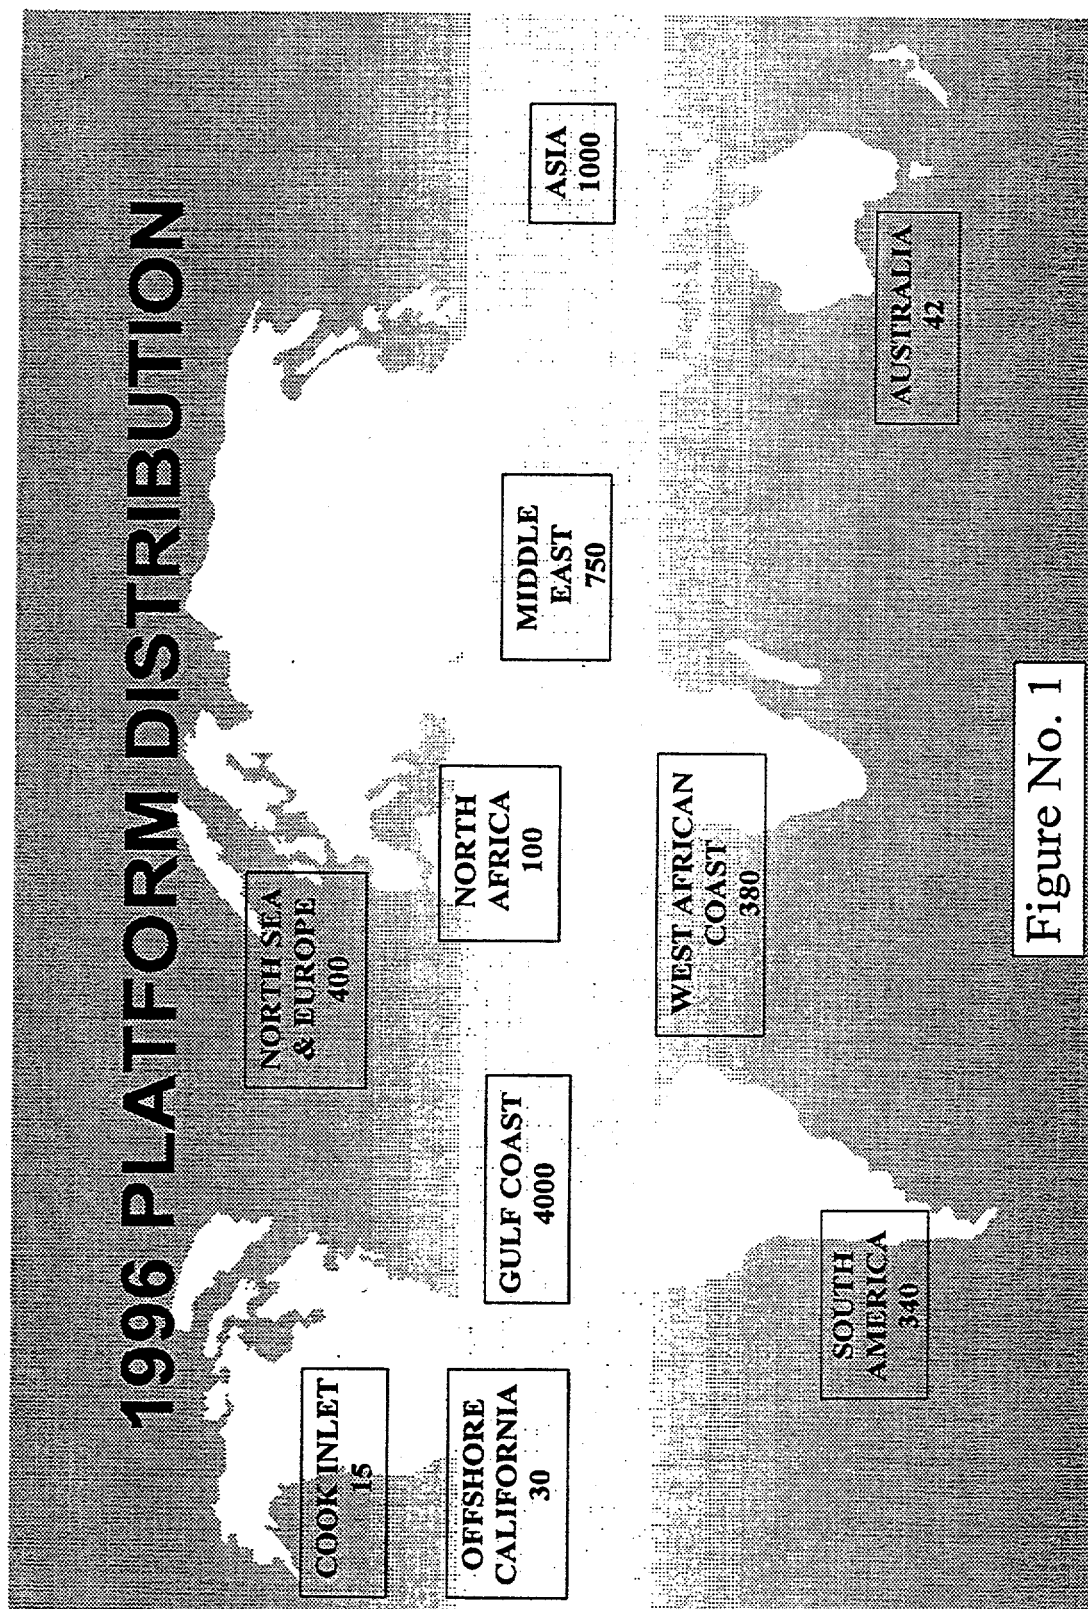 1996 PLATFORM DISTRIBUTION
NORTH SEA
& EUROPE
400
COOK INLET
15
OFFSHORE
CALIFORNIA
30
GULF COAST
4000
NORTH
AFRICA
100
MIDDLE
EAST
750
ASIA
1000
WEST AFRICAN
COAST
380
SOUTH
AMERICA
340
AUSTRALIA
42
Figure No. 1